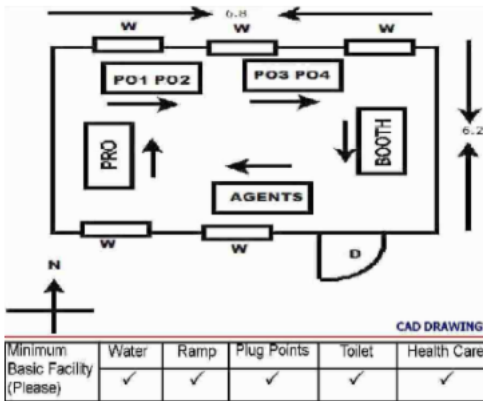 6.8
W W W
PO1 PO2 PO3 PO4
6.2
PRO BOOTH
AGENTS
W W
D
N
CAD DRAWING
Minimum Basic Facility (Please) Water Ramp Plug Points Toilet Health Care
✓ ✓ ✓ ✓ ✓